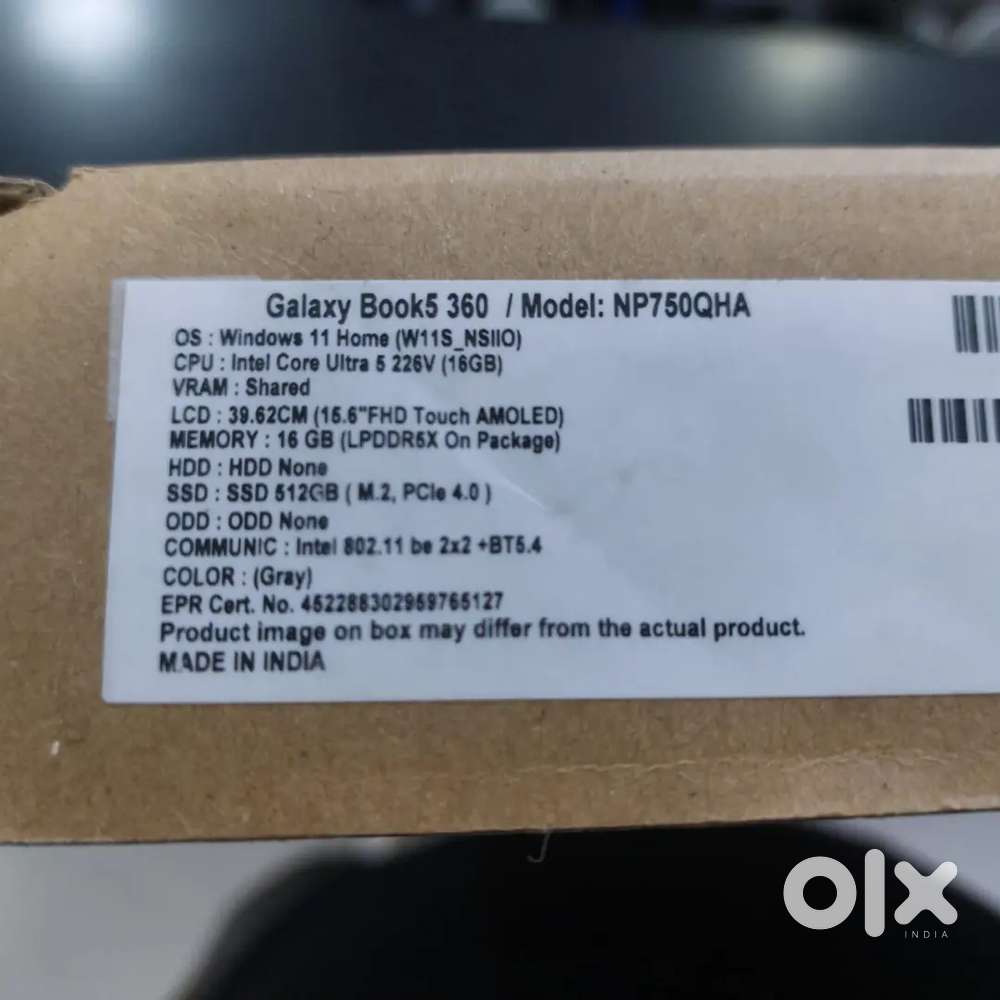 Galaxy Book5 360 / Model: NP750QHA
OS : Windows 11 Home (W11S_NSIIO)
CPU : Intel Core Ultra 5 226V (16GB)
VRAM : Shared
LCD : 39.62CM (15.6"FHD Touch AMOLED)
MEMORY : 16 GB (LPDDR5X On Package)
HDD : HDD None
SSD : SSD 512GB ( M.2, PCIe 4.0 )
ODD : ODD None
COMMUNIC : Intel 802.11 be 2x2 +BT5.4
COLOR : (Gray)
EPR Cert. No. 452288302959765127
Product image on box may differ from the actual product.
MADE IN INDIA
olx
INDIA